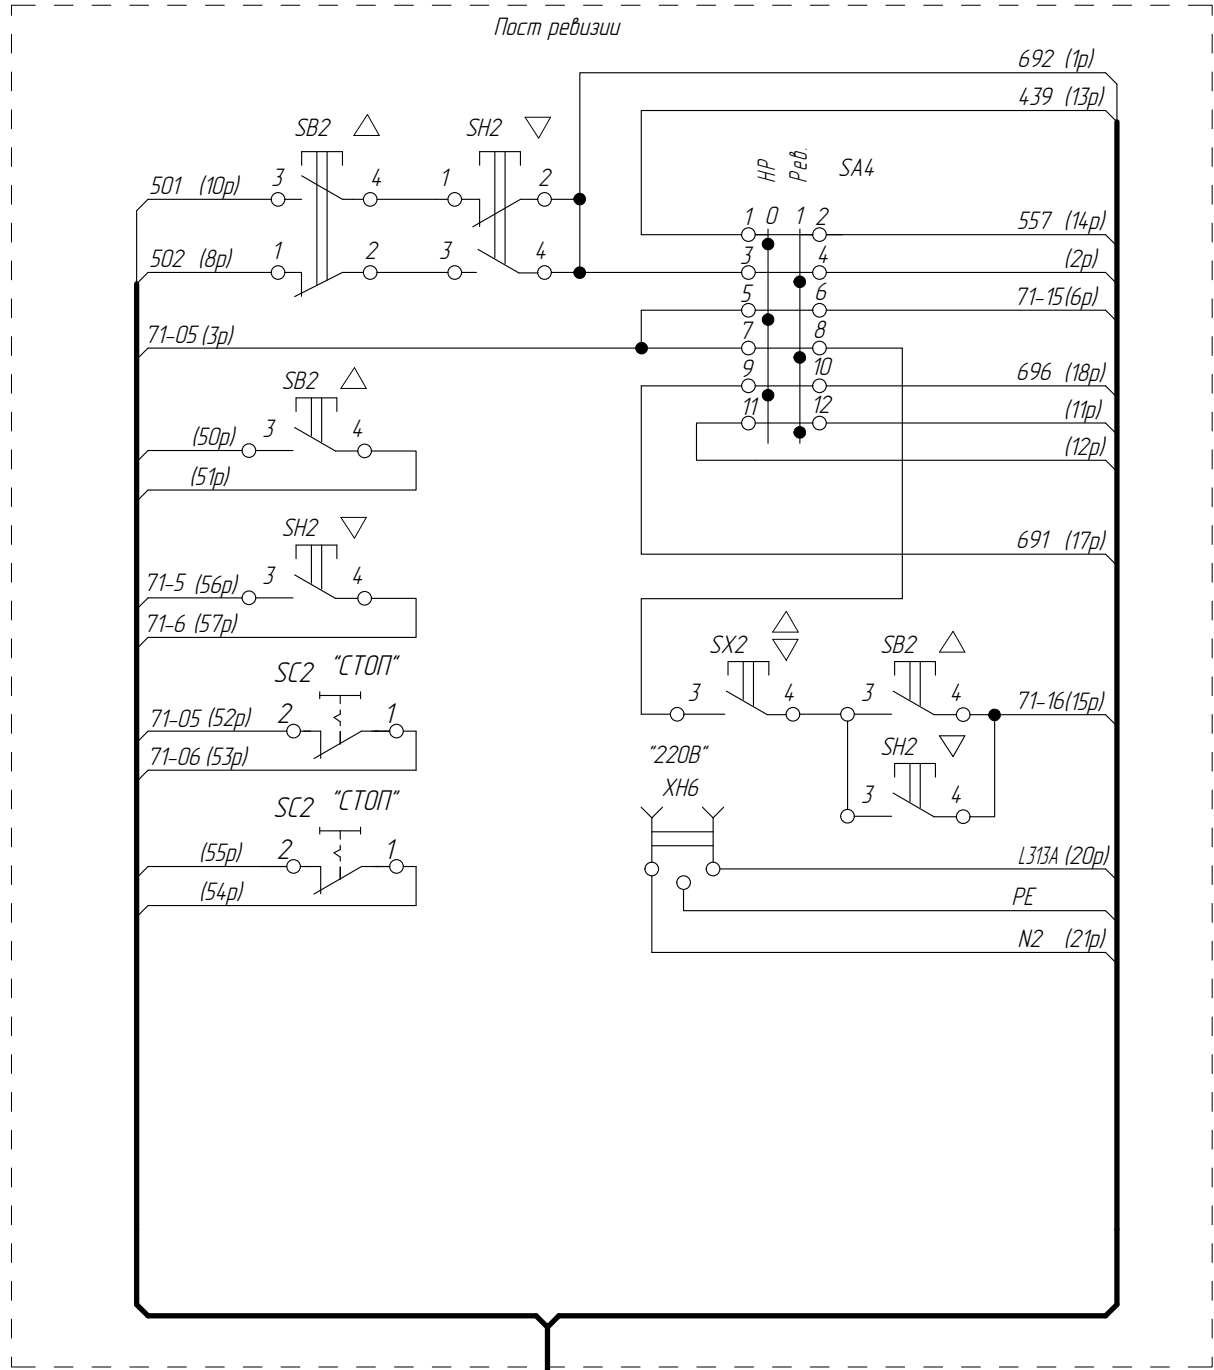 Пост ревизии
692 (1р)
439 (13р)
SB2 SH2
НР Рев. SA4
501 (10р) 3 4 1 2
1 0 1 2 557 (14р)
502 (8р) 1 2 3 4
3 4 (2р)
5 6 71-15(6р)
71-05(3р) 7 8
9 10 696 (18р)
11 12 (11р)
(12р)
SB2
(50р) 3 4
(51р)
691 (17р)
SH2
71-5 (56р) 3 4
71-6 (57р)
SC2 "СТОП"
71-05 (52р) 2 1
71-06 (53р)
SX2 SB2
3 4 3 4 71-16(15р)
SH2
3 4
"220В"
XH6
SC2 "СТОП"
(55р) 2 1
(54р)
L313A (20р)
PE
N2 (21р)